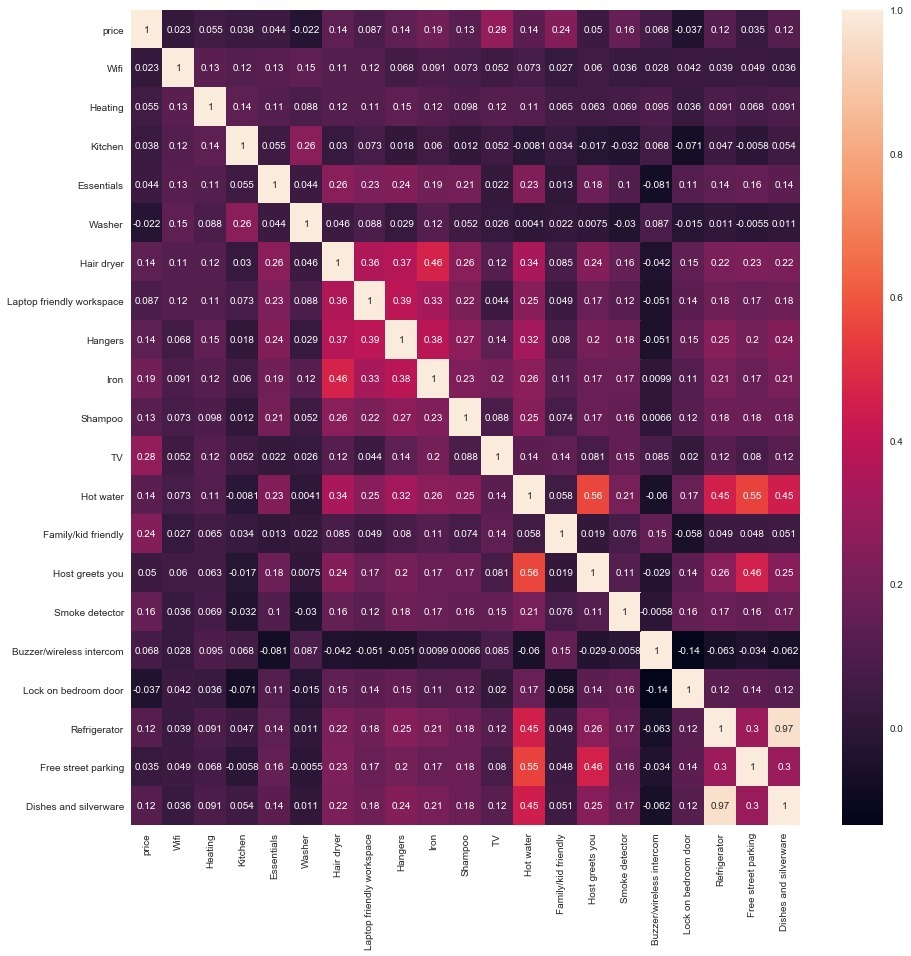 price 1 0.023 0.055 0.038 0.044 -0.022 0.14 0.087 0.14 0.19 0.13 0.28 0.14 0.24 0.05 0.16 0.068 -0.037 0.12 0.035 0.12
Wifi 0.023 1 0.13 0.12 0.13 0.15 0.11 0.12 0.068 0.091 0.073 0.052 0.073 0.027 0.06 0.036 0.028 0.042 0.039 0.049 0.036
Heating 0.055 0.13 1 0.14 0.11 0.088 0.12 0.11 0.15 0.12 0.098 0.12 0.11 0.065 0.063 0.069 0.095 0.036 0.091 0.068 0.091
Kitchen 0.038 0.12 0.14 1 0.055 0.26 0.03 0.073 0.018 0.06 0.012 0.052 -0.0081 0.034 -0.017 -0.032 0.068 -0.071 0.047 -0.0058 0.054
Essentials 0.044 0.13 0.11 0.055 1 0.044 0.26 0.23 0.24 0.19 0.21 0.022 0.23 0.013 0.18 0.1 -0.081 0.11 0.14 0.16 0.14
Washer -0.022 0.15 0.088 0.26 0.044 1 0.046 0.088 0.029 0.12 0.052 0.026 0.0041 0.022 0.0075 -0.03 0.087 -0.015 0.011 -0.0055 0.011
Hair dryer 0.14 0.11 0.12 0.03 0.26 0.046 1 0.36 0.37 0.46 0.26 0.12 0.34 0.085 0.24 0.16 -0.042 0.15 0.22 0.23 0.22
Laptop friendly workspace 0.087 0.12 0.11 0.073 0.23 0.088 0.36 1 0.39 0.33 0.22 0.044 0.25 0.049 0.17 0.12 -0.051 0.14 0.18 0.17 0.18
Hangers 0.14 0.068 0.15 0.018 0.24 0.029 0.37 0.39 1 0.38 0.27 0.14 0.32 0.08 0.2 0.18 -0.051 0.15 0.25 0.2 0.24
Iron 0.19 0.091 0.12 0.06 0.19 0.12 0.46 0.33 0.38 1 0.23 0.2 0.26 0.11 0.17 0.17 0.0099 0.11 0.21 0.17 0.21
Shampoo 0.13 0.073 0.098 0.012 0.21 0.052 0.26 0.22 0.27 0.23 1 0.088 0.25 0.074 0.17 0.16 0.0066 0.12 0.18 0.18 0.18
TV 0.28 0.052 0.12 0.052 0.022 0.026 0.12 0.044 0.14 0.2 0.088 1 0.14 0.14 0.081 0.15 0.085 0.02 0.12 0.08 0.12
Hot water 0.14 0.073 0.11 -0.0081 0.23 0.0041 0.34 0.25 0.32 0.26 0.25 0.14 1 0.058 0.56 0.21 -0.06 0.17 0.45 0.55 0.45
Family/kid friendly 0.24 0.027 0.065 0.034 0.013 0.022 0.085 0.049 0.08 0.11 0.074 0.14 0.058 1 0.019 0.076 0.15 -0.058 0.049 0.048 0.051
Host greets you 0.05 0.06 0.063 -0.017 0.18 0.0075 0.24 0.17 0.2 0.17 0.17 0.081 0.56 0.019 1 0.11 -0.029 0.14 0.26 0.46 0.25
Smoke detector 0.16 0.036 0.069 -0.032 0.1 -0.03 0.16 0.12 0.18 0.17 0.16 0.15 0.21 0.076 0.11 1 -0.0058 0.16 0.17 0.16 0.17
Buzzer/wireless intercom 0.068 0.028 0.095 0.068 -0.081 0.087 -0.042 -0.051 -0.051 0.0099 0.0066 0.085 -0.06 0.15 -0.029 -0.0058 1 -0.14 -0.063 -0.034 -0.062
Lock on bedroom door -0.037 0.042 0.036 -0.071 0.11 -0.015 0.15 0.14 0.15 0.11 0.12 0.02 0.17 -0.058 0.14 0.16 -0.14 1 0.12 0.14 0.12
Refrigerator 0.12 0.039 0.091 0.047 0.14 0.011 0.22 0.18 0.25 0.21 0.18 0.12 0.45 0.049 0.26 0.17 -0.063 0.12 1 0.3 0.97
Free street parking 0.035 0.049 0.068 -0.0058 0.16 -0.0055 0.23 0.17 0.2 0.17 0.18 0.08 0.55 0.048 0.46 0.16 -0.034 0.14 0.3 1 0.3
Dishes and silverware 0.12 0.036 0.091 0.054 0.14 0.011 0.22 0.18 0.24 0.21 0.18 0.12 0.45 0.051 0.25 0.17 -0.062 0.12 0.97 0.3 1
price
Wifi
Heating
Kitchen
Essentials
Washer
Hair dryer
Laptop friendly workspace
Hangers
Iron
Shampoo
TV
Hot water
Family/kid friendly
Host greets you
Smoke detector
Buzzer/wireless intercom
Lock on bedroom door
Refrigerator
Free street parking
Dishes and silverware
1.0
0.8
0.6
0.4
0.2
0.0